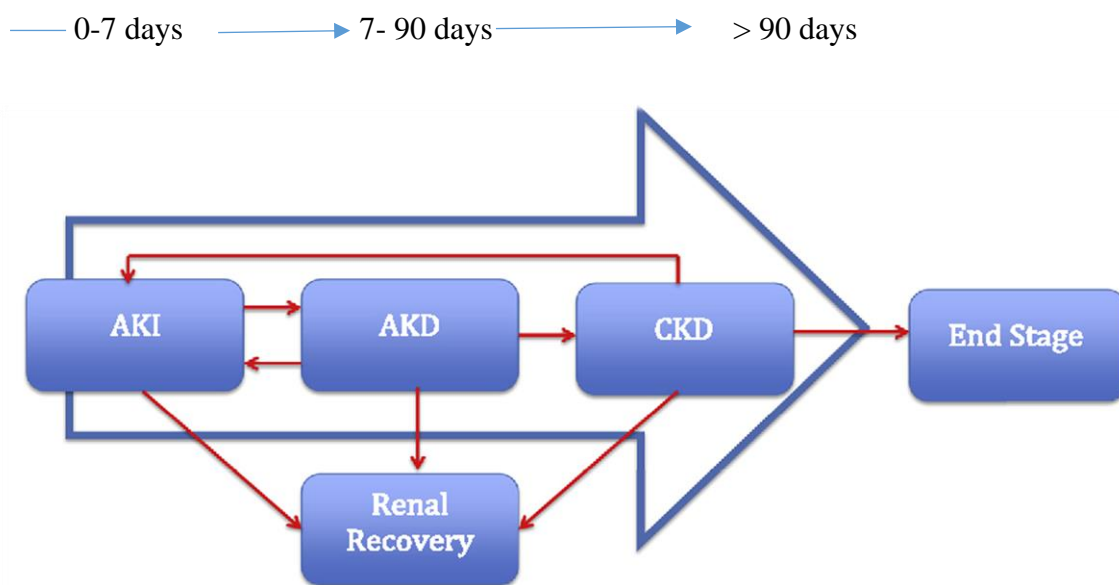 0-7 days
7- 90 days
> 90 days
AKI
AKD
CKD
End Stage
Renal
Recovery